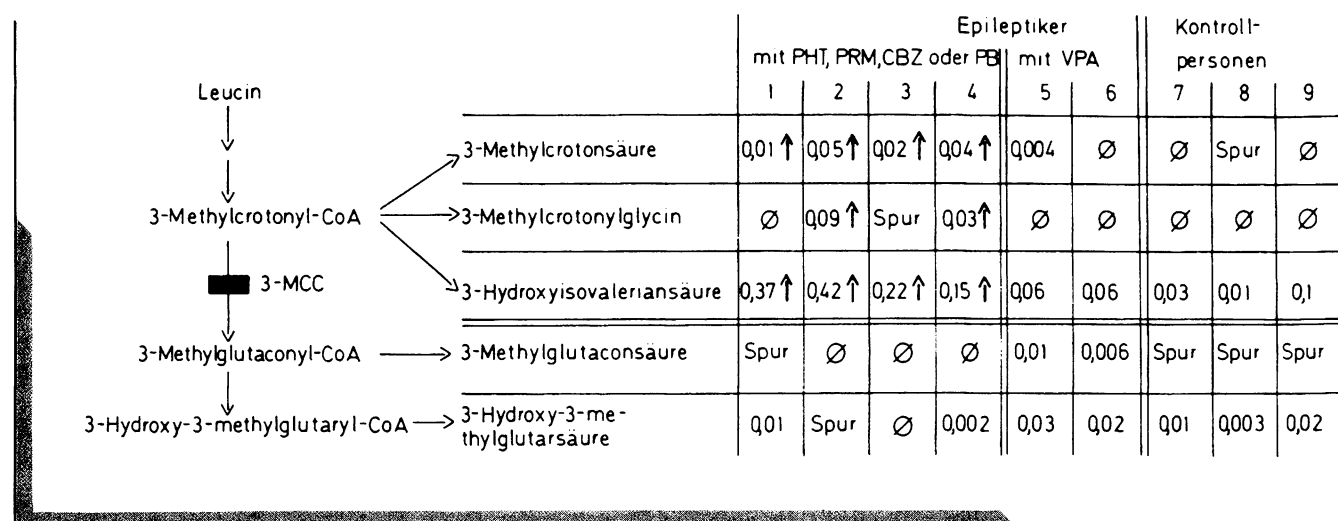 Epileptiker Kontroll-
mit PHT, PRM, CBZ oder PB mit VPA personen
Leucin 1 2 3 4 5 6 7 8 9
3-Methylcrotonsäure 0,01 ↑ 0,05 ↑ 0,02 ↑ 0,04 ↑ 0,004 Ø Ø Spur Ø
3-Methylcrotonyl-CoA 3-Methylcrotonylglycin Ø 0,09 ↑ Spur 0,03 ↑ Ø Ø Ø Ø Ø
3-MCC 3-Hydroxyisovaleriansäure 0,37 ↑ 0,42 ↑ 0,22 ↑ 0,15 ↑ 0,06 0,06 0,03 0,01 0,1
3-Methylglutaconyl-CoA 3-Methylglutaconsäure Spur Ø Ø Ø 0,01 0,006 Spur Spur Spur
3-Hydroxy-3-methylglutaryl-CoA 3-Hydroxy-3-me- 0,01 Spur Ø 0,002 0,03 0,02 0,01 0,003 0,02
thylglutarsäure